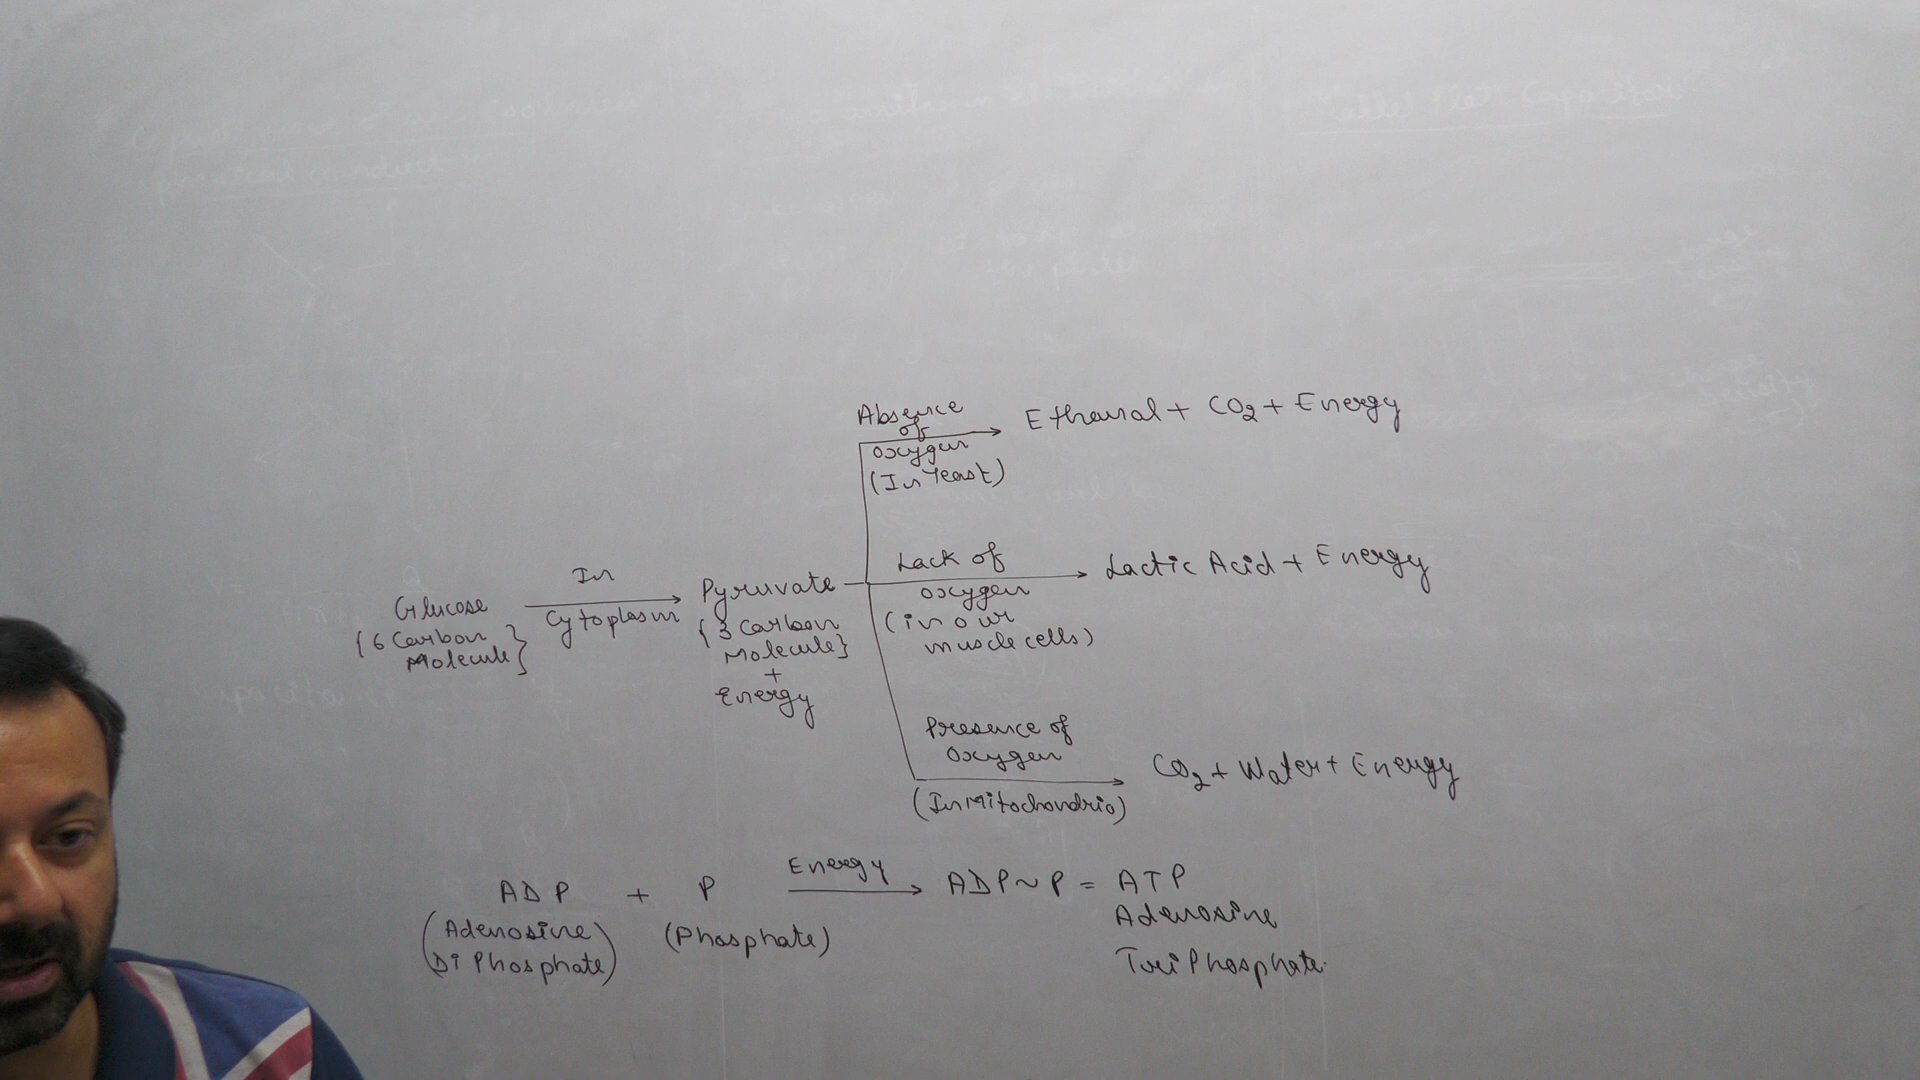 Absence
of
oxygen
(In Yeast)
Ethanol + CO2 + Energy
Lack of
oxygen
(in our
muscle cells)
Lactic Acid + Energy
Glucose
{6 Carbon
Molecule}
In
Cytoplasm
Pyruvate
{3 Carbon
Molecule}
+
Energy
Presence of
Oxygen
(In Mitochondria)
CO2 + Water + Energy
ADP + P
Energy
ADP~P = ATP
(Adenosine
Di Phosphate)
(Phosphate)
Adenosine
Tri Phosphate.